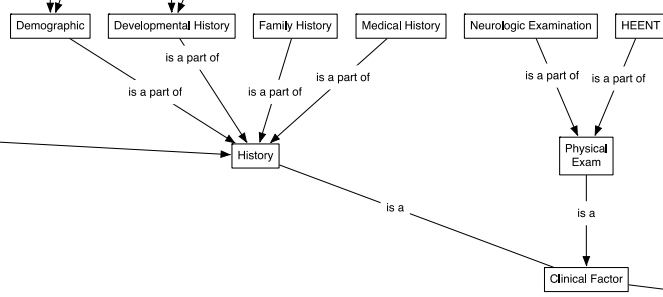 Demographic
Developmental History
Family History
Medical History
Neurologic Examination
HEENT
is a part of
is a part of
is a part of
is a part of
is a part of
is a part of
History
Physical
Exam
is a
is a
Clinical Factor